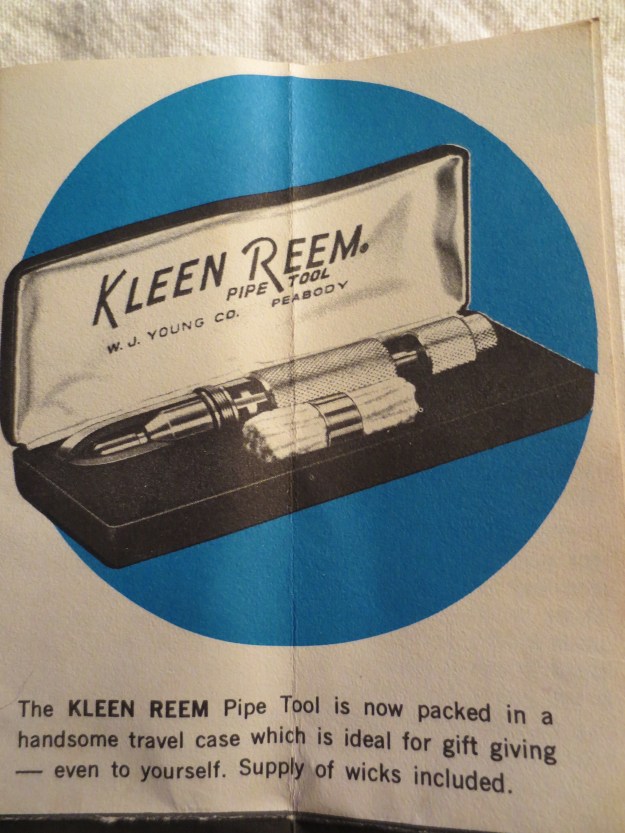 KLEEN REEM.
PIPE TOOL
W. J. YOUNG CO. PEABODY
The KLEEN REEM Pipe Tool is now packed in a
handsome travel case which is ideal for gift giving
— even to yourself. Supply of wicks included.